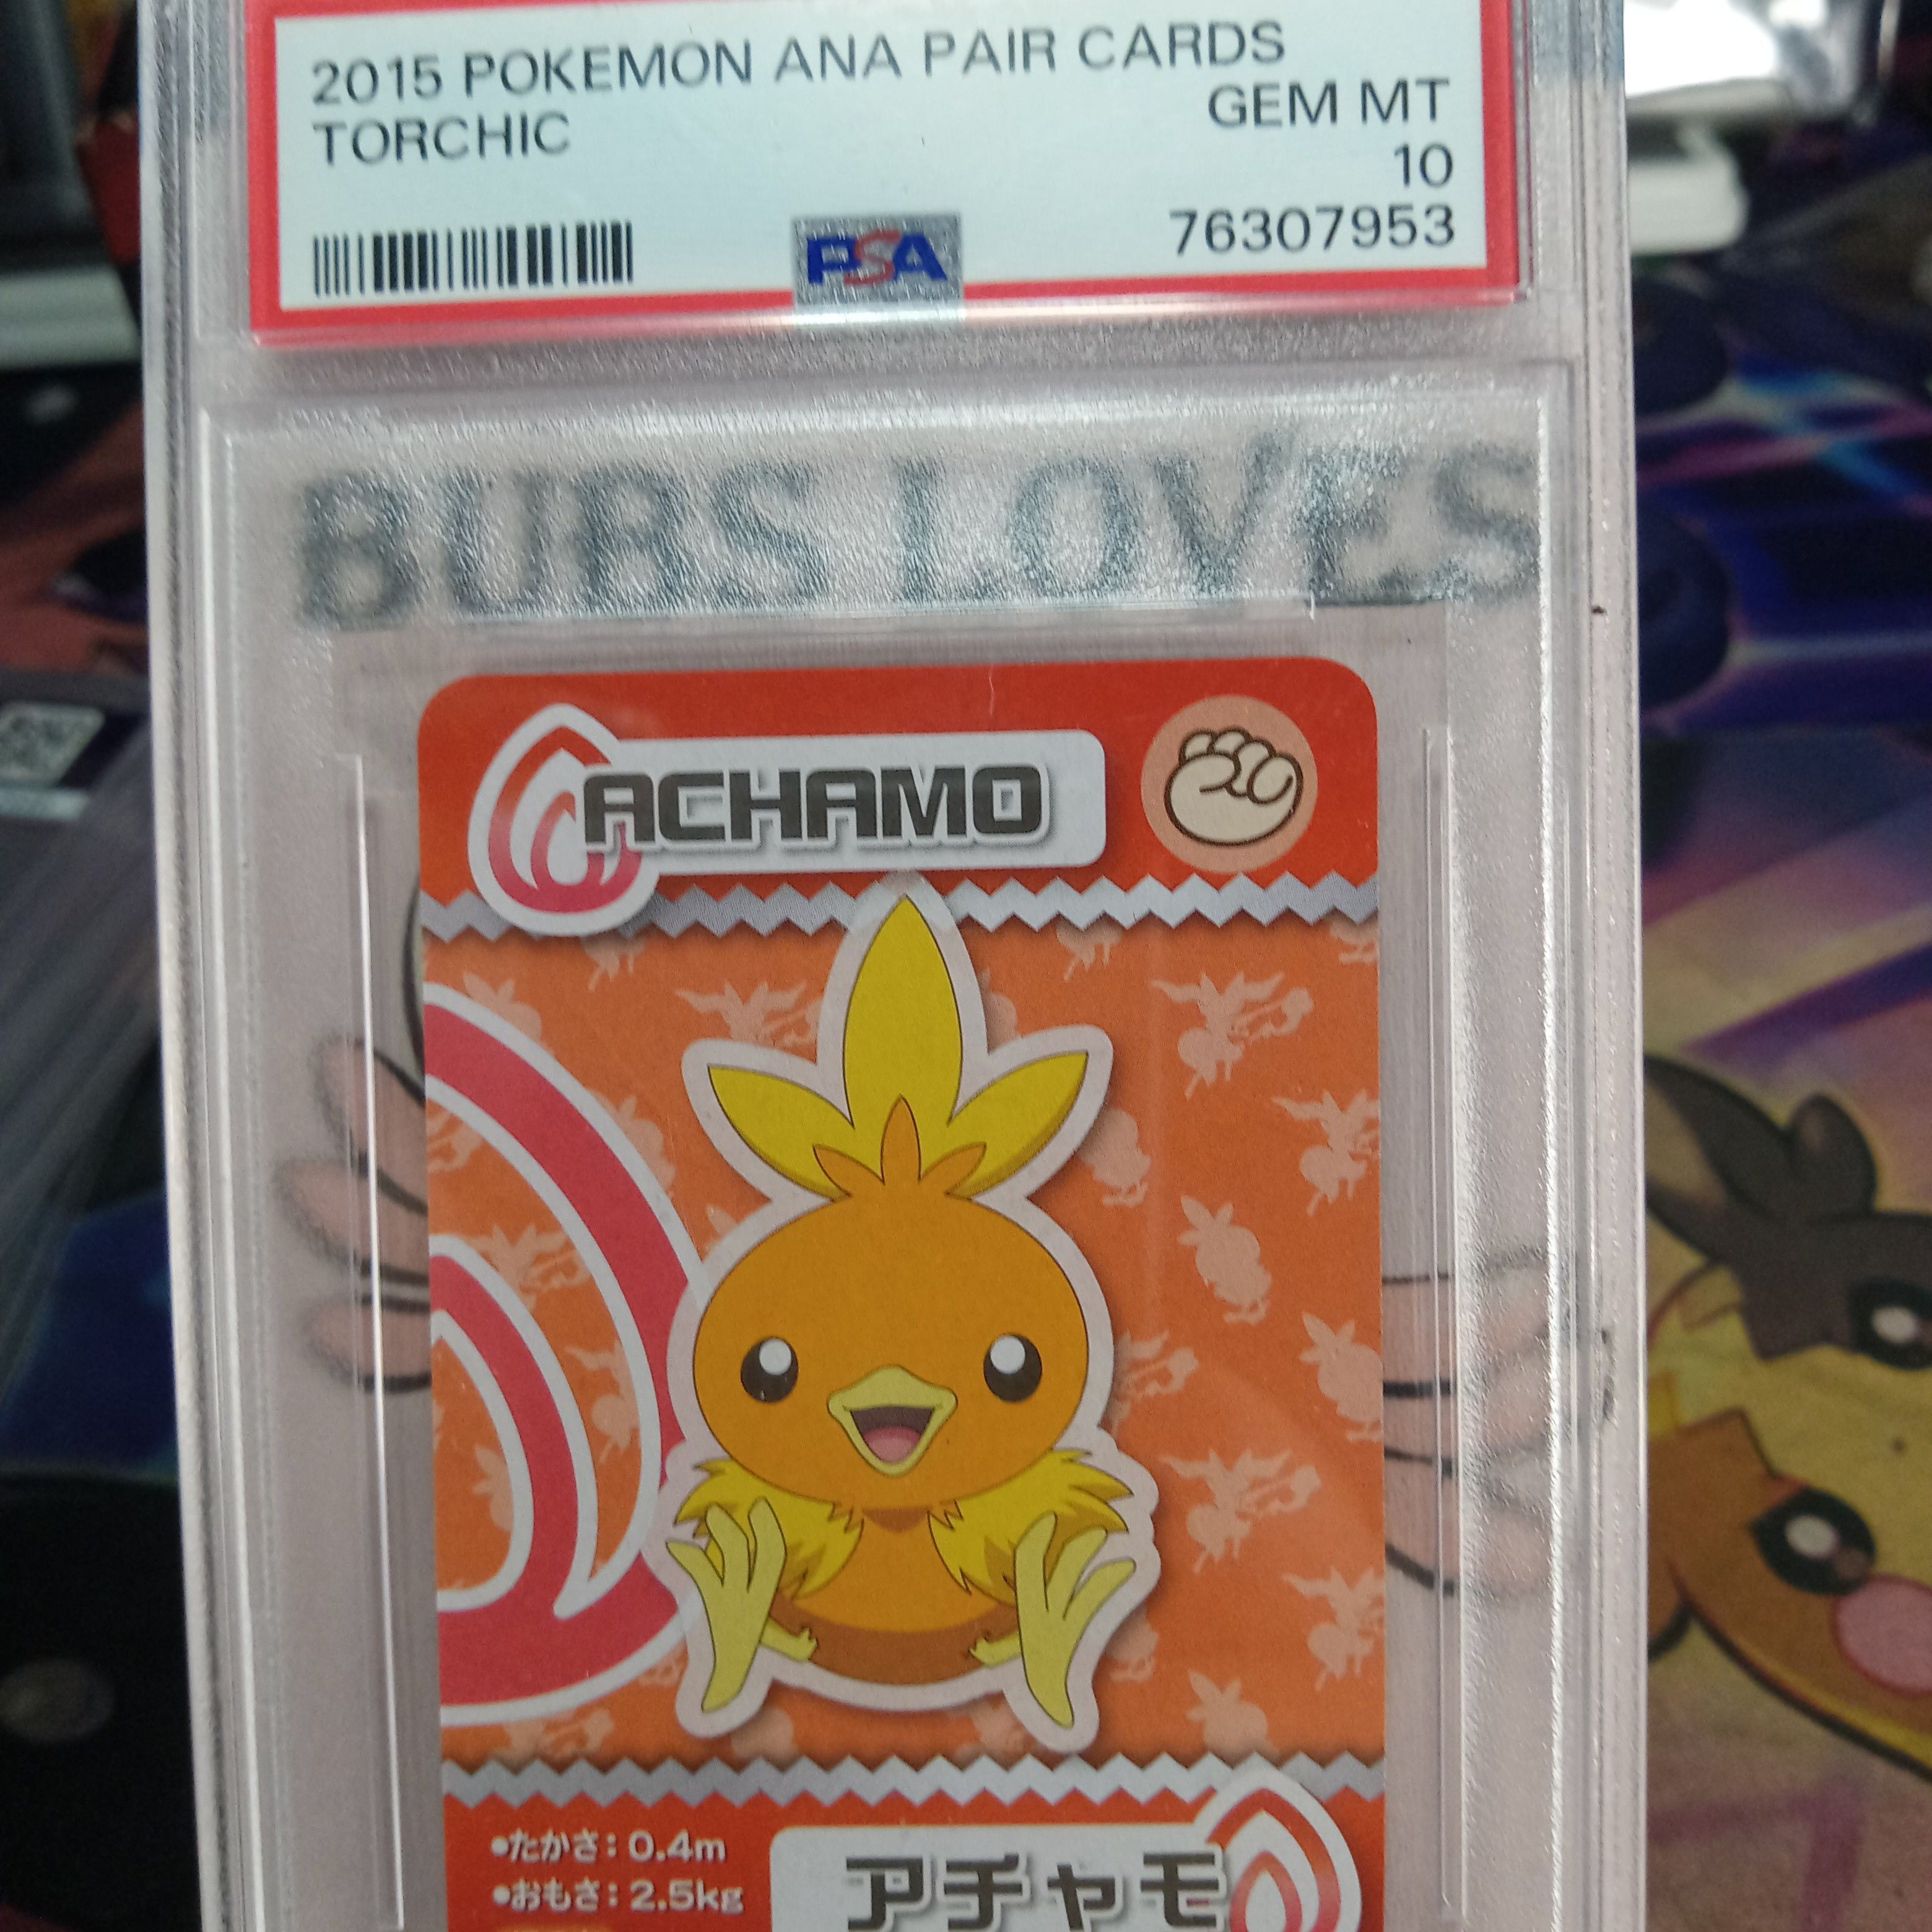 2015 POKEMON ANA PAIR CARDS
TORCHIC GEM MT
10
76307953
PSA
BUBS LOVES
ACHAMO
•たかさ：0.4m
•おもさ：2.5kg
アチャモ